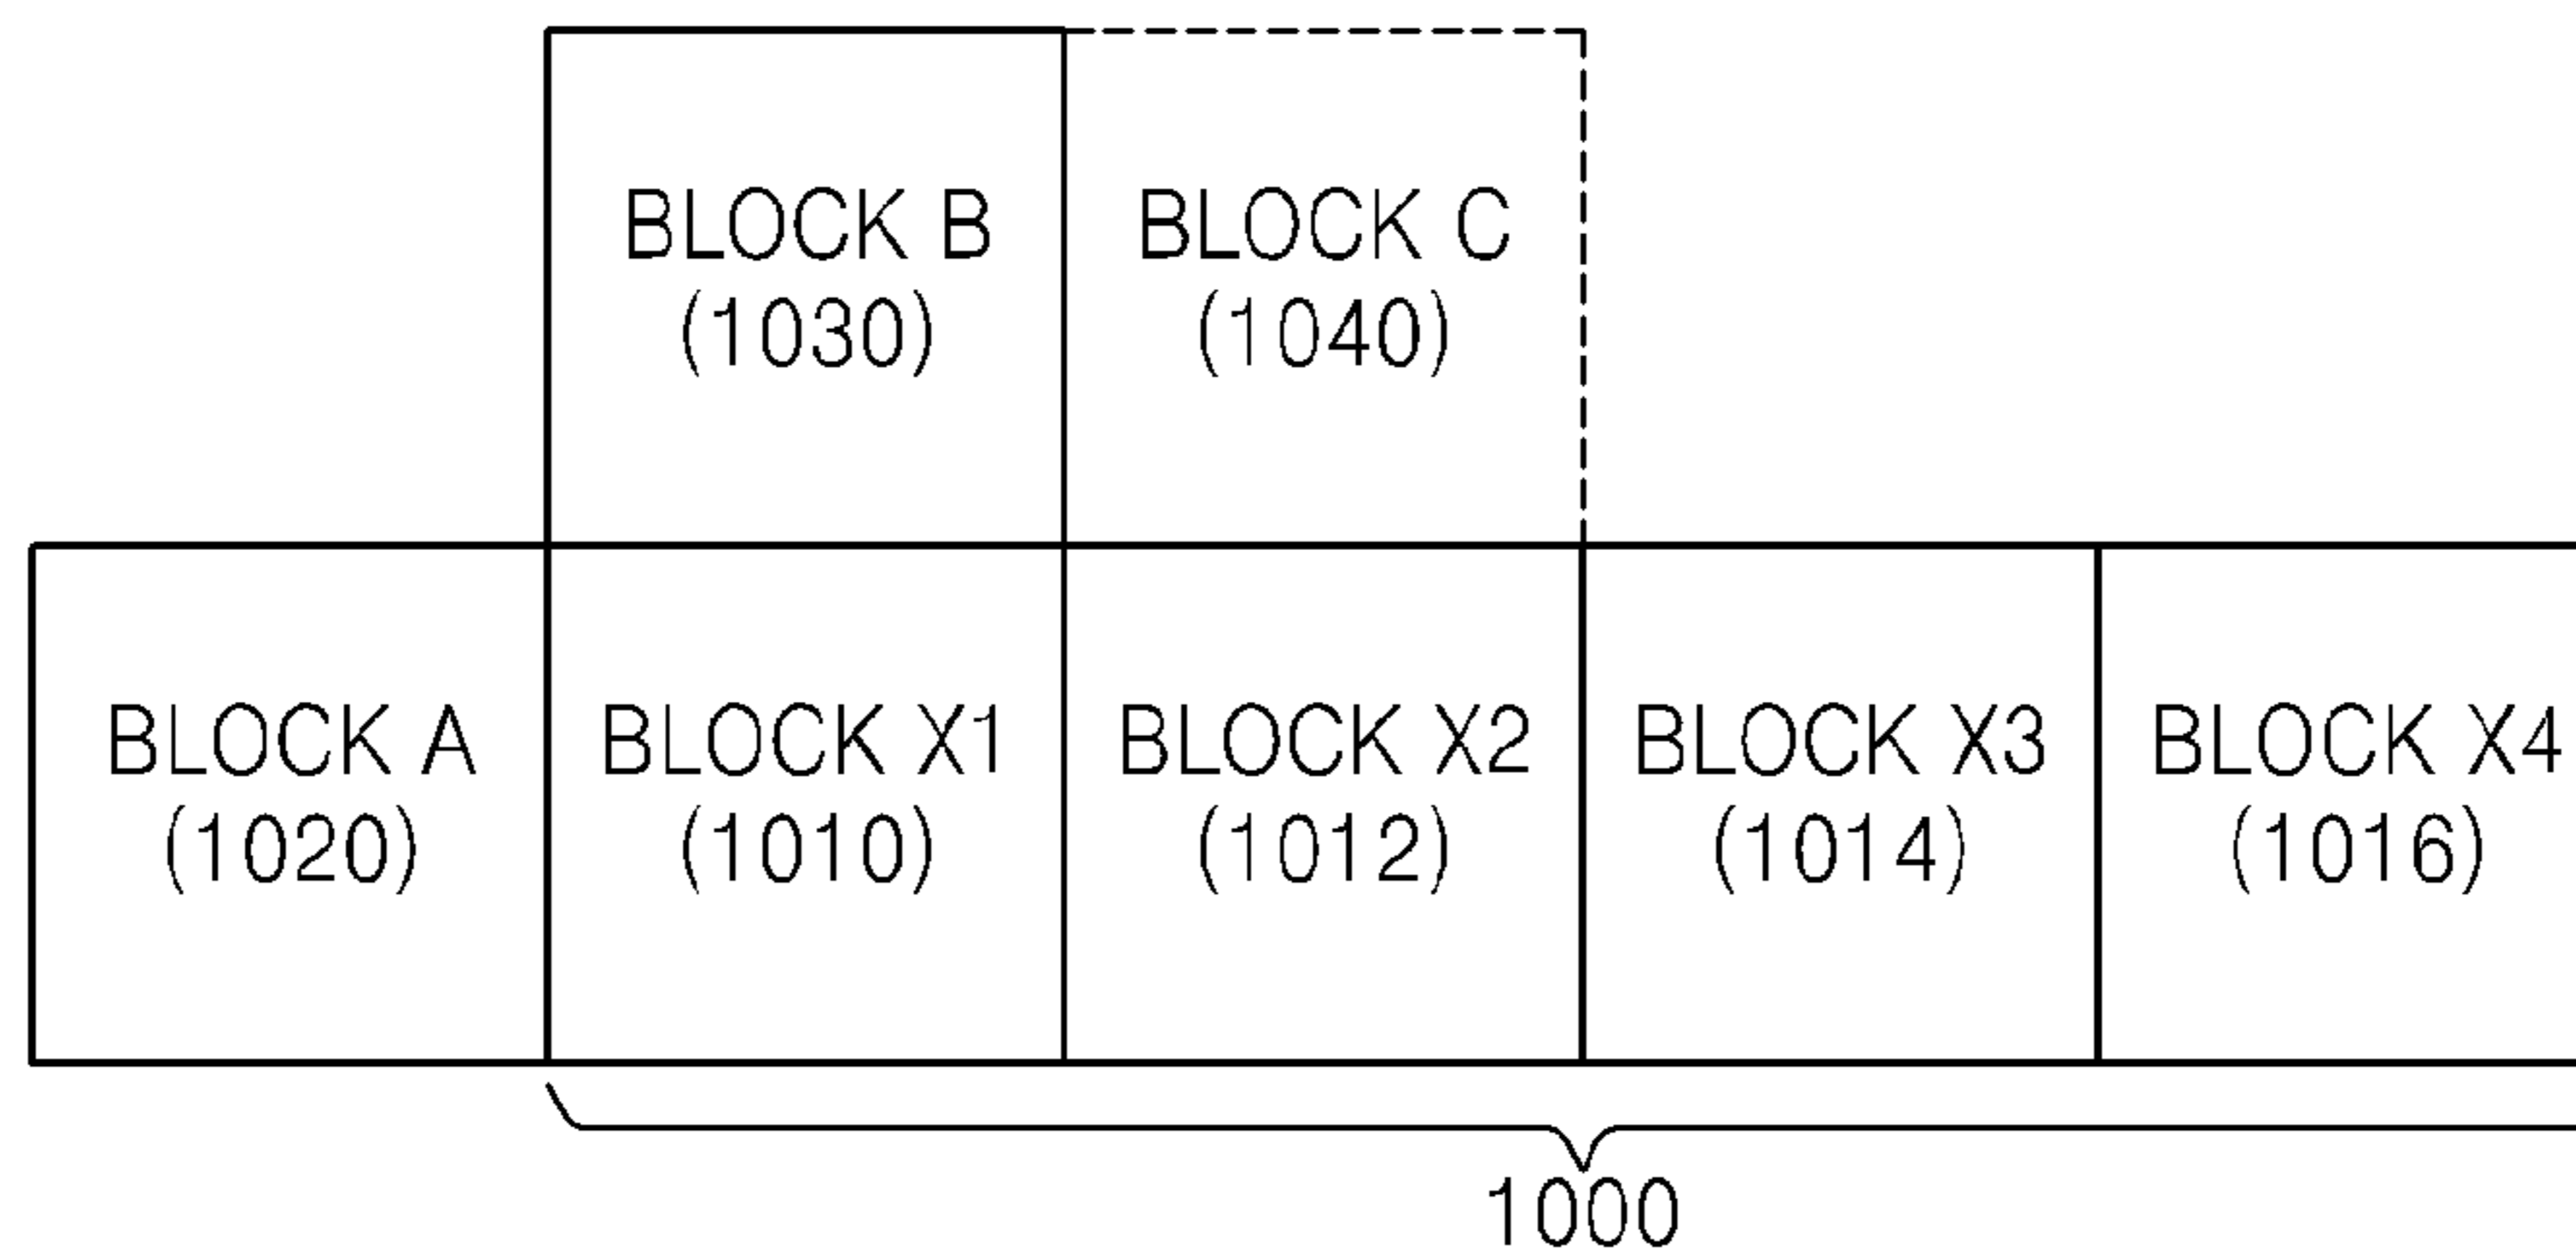 BLOCK B
(1030)
BLOCK C
(1040)
BLOCK A
(1020)
BLOCK X1
(1010)
BLOCK X2
(1012)
BLOCK X3
(1014)
BLOCK X4
(1016)
1000